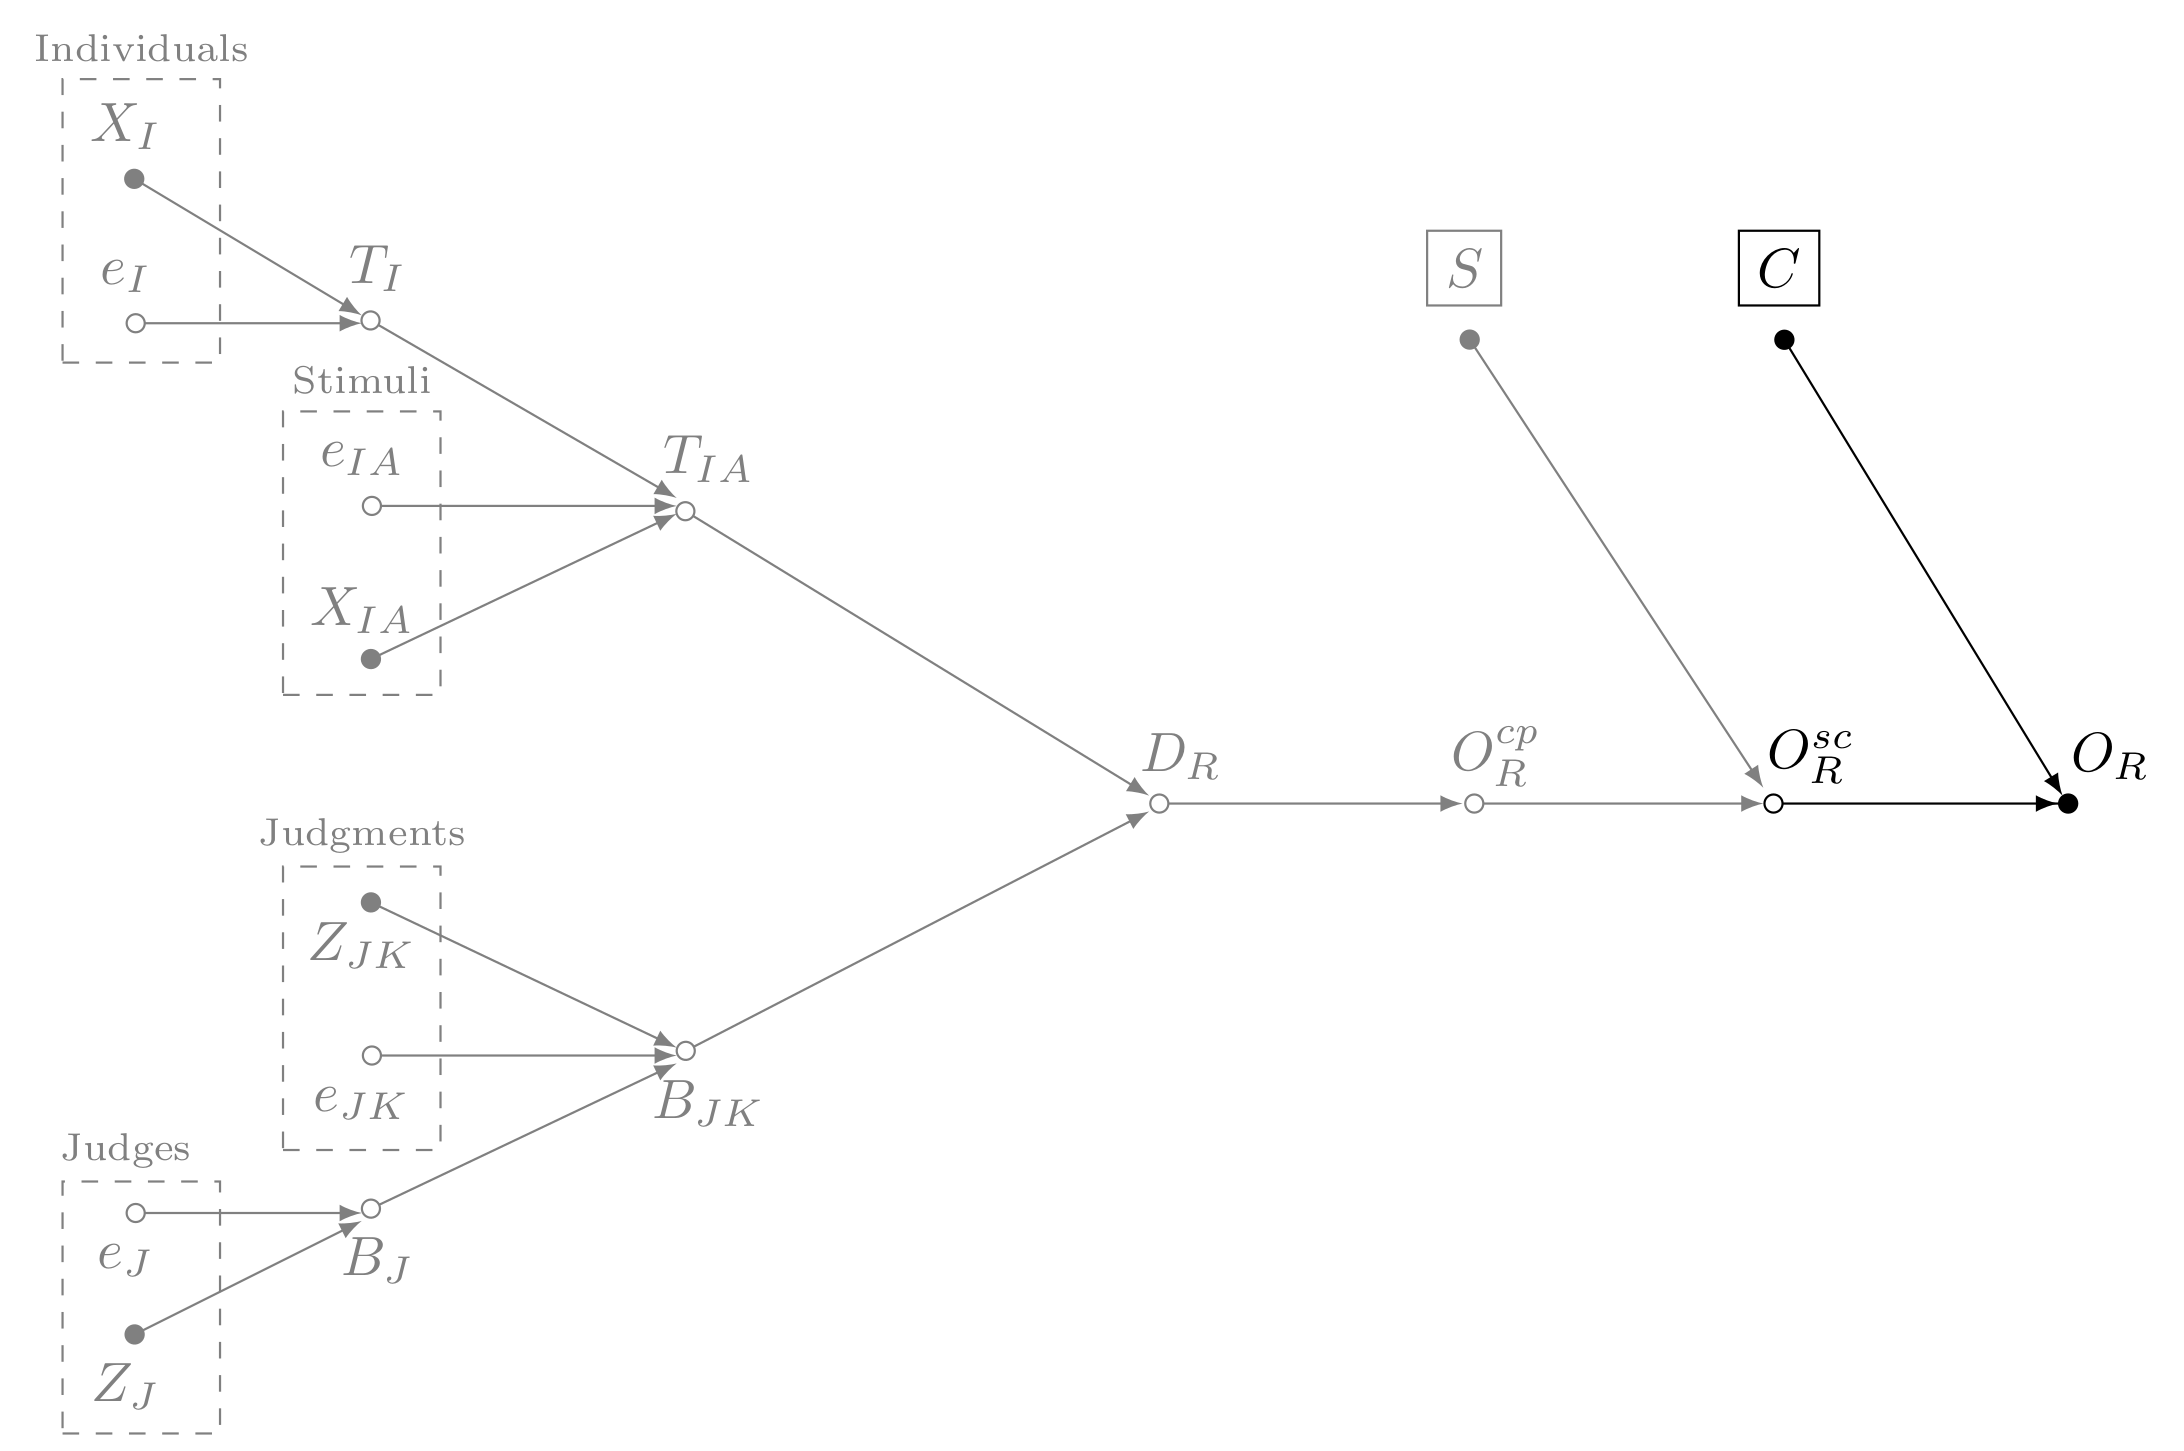 Individuals
X_I
e_I
T_I
S
C
Stimuli
e_{IA}
T_{IA}
X_{IA}
D_R
O_R^{cp}
O_R^{sc}
O_R
Judgments
Z_{JK}
e_{JK}
B_{JK}
Judges
e_J
B_J
Z_J